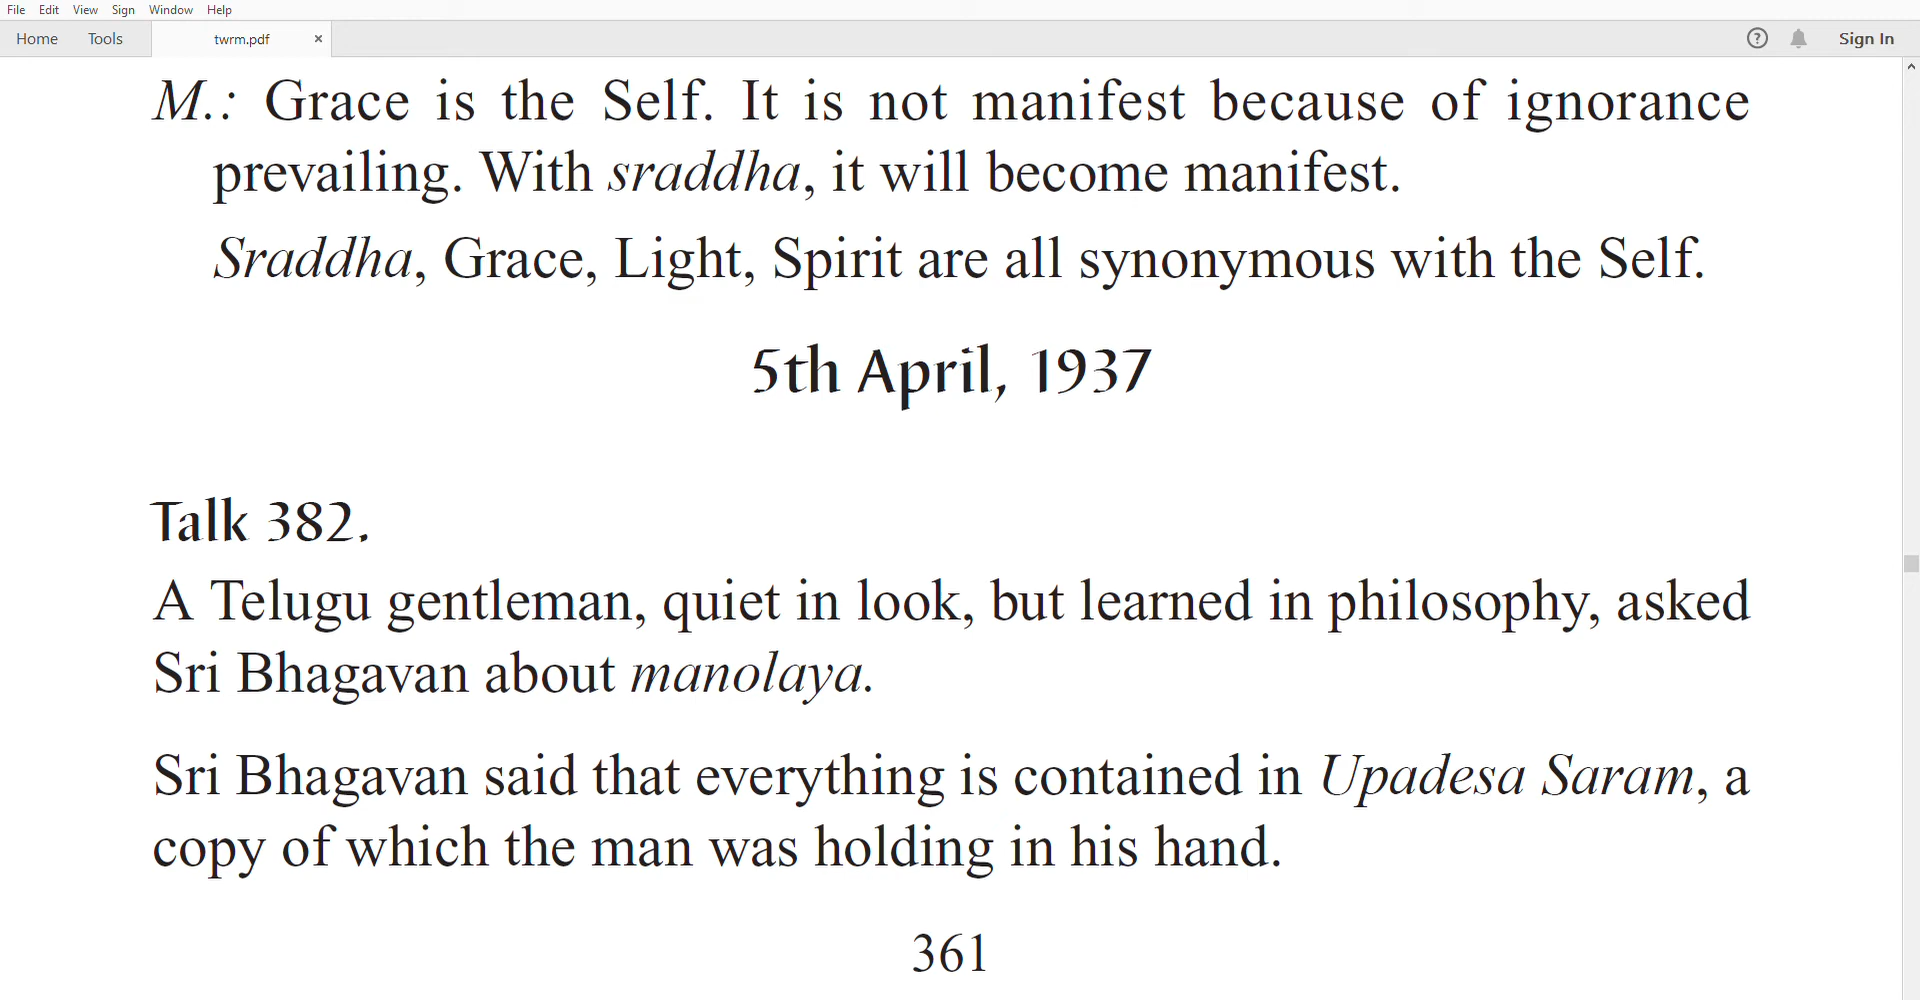 File Edit View Sign Window Help
Home Tools twrm.pdf × ? Sign In
M.: Grace is the Self. It is not manifest because of ignorance
prevailing. With sraddha, it will become manifest.
Sraddha, Grace, Light, Spirit are all synonymous with the Self.
5th April, 1937
Talk 382.
A Telugu gentleman, quiet in look, but learned in philosophy, asked
Sri Bhagavan about manolaya.
Sri Bhagavan said that everything is contained in Upadesa Saram, a
copy of which the man was holding in his hand.
361